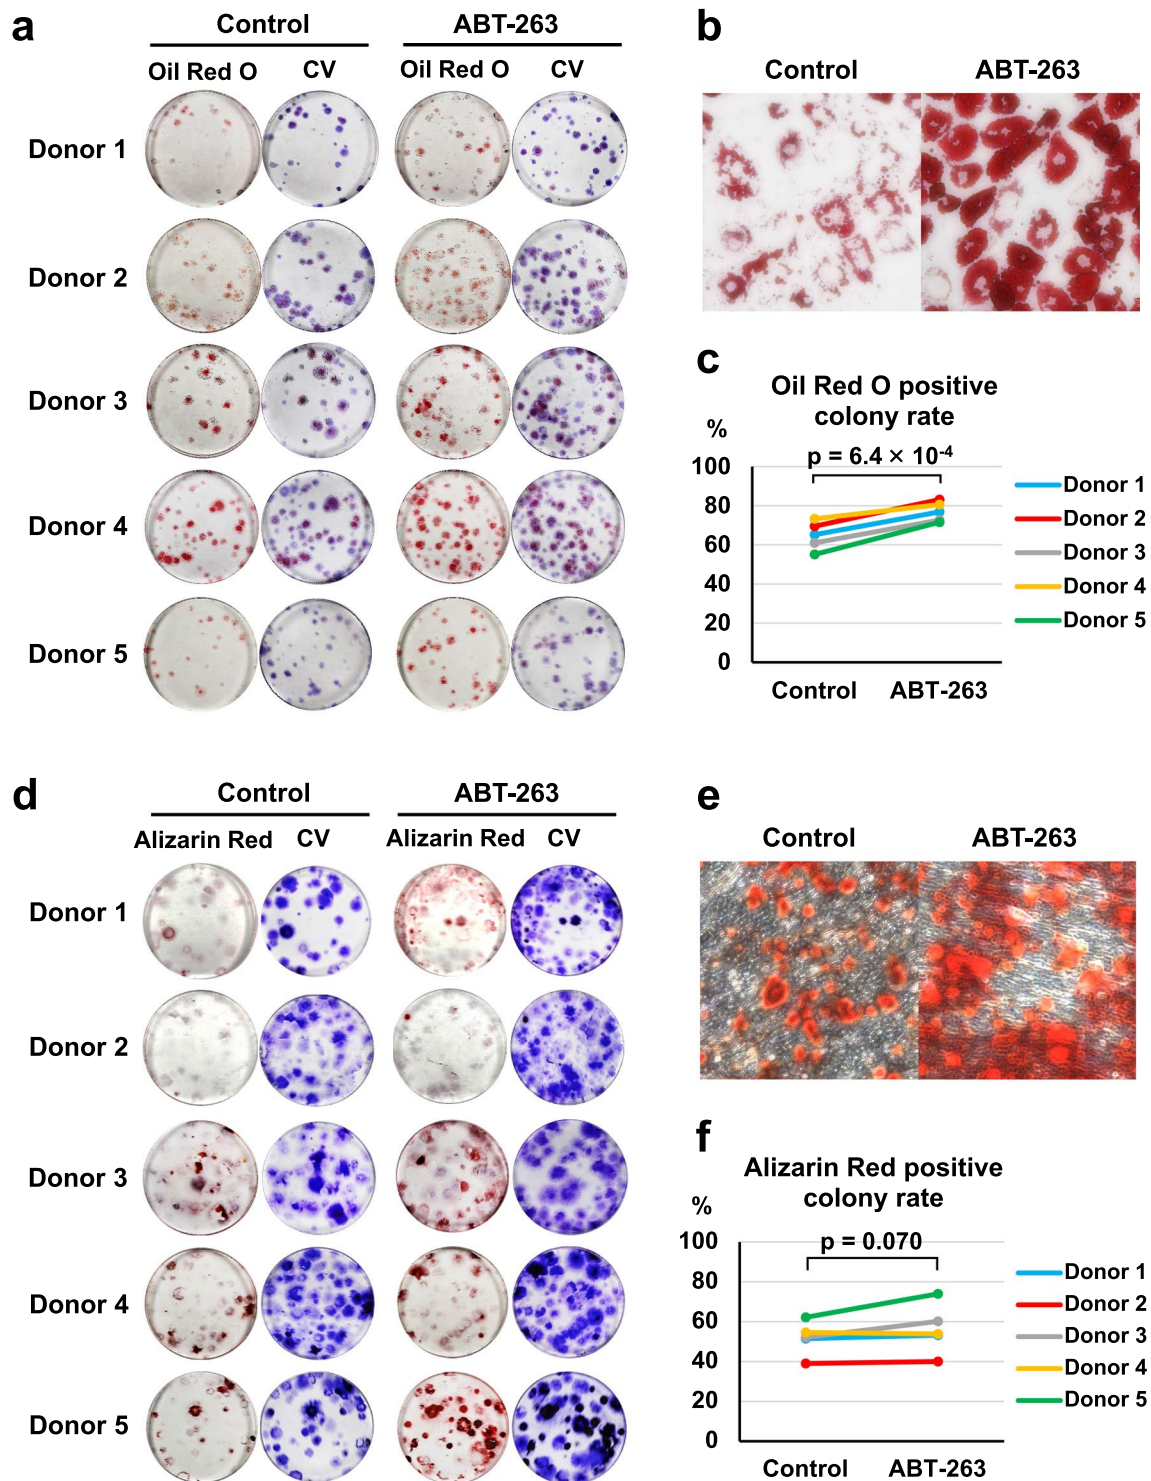 a
Control
ABT-263
Oil Red O
CV
Oil Red O
CV
Donor 1
Donor 2
Donor 3
Donor 4
Donor 5
b
Control
ABT-263
c
Oil Red O positive
colony rate
%
p = 6.4 × 10⁻⁴
100
80
60
40
20
0
Control
ABT-263
Donor 1
Donor 2
Donor 3
Donor 4
Donor 5
d
Control
ABT-263
Alizarin Red
CV
Alizarin Red
CV
Donor 1
Donor 2
Donor 3
Donor 4
Donor 5
e
Control
ABT-263
f
Alizarin Red positive
colony rate
%
p = 0.070
100
80
60
40
20
0
Control
ABT-263
Donor 1
Donor 2
Donor 3
Donor 4
Donor 5